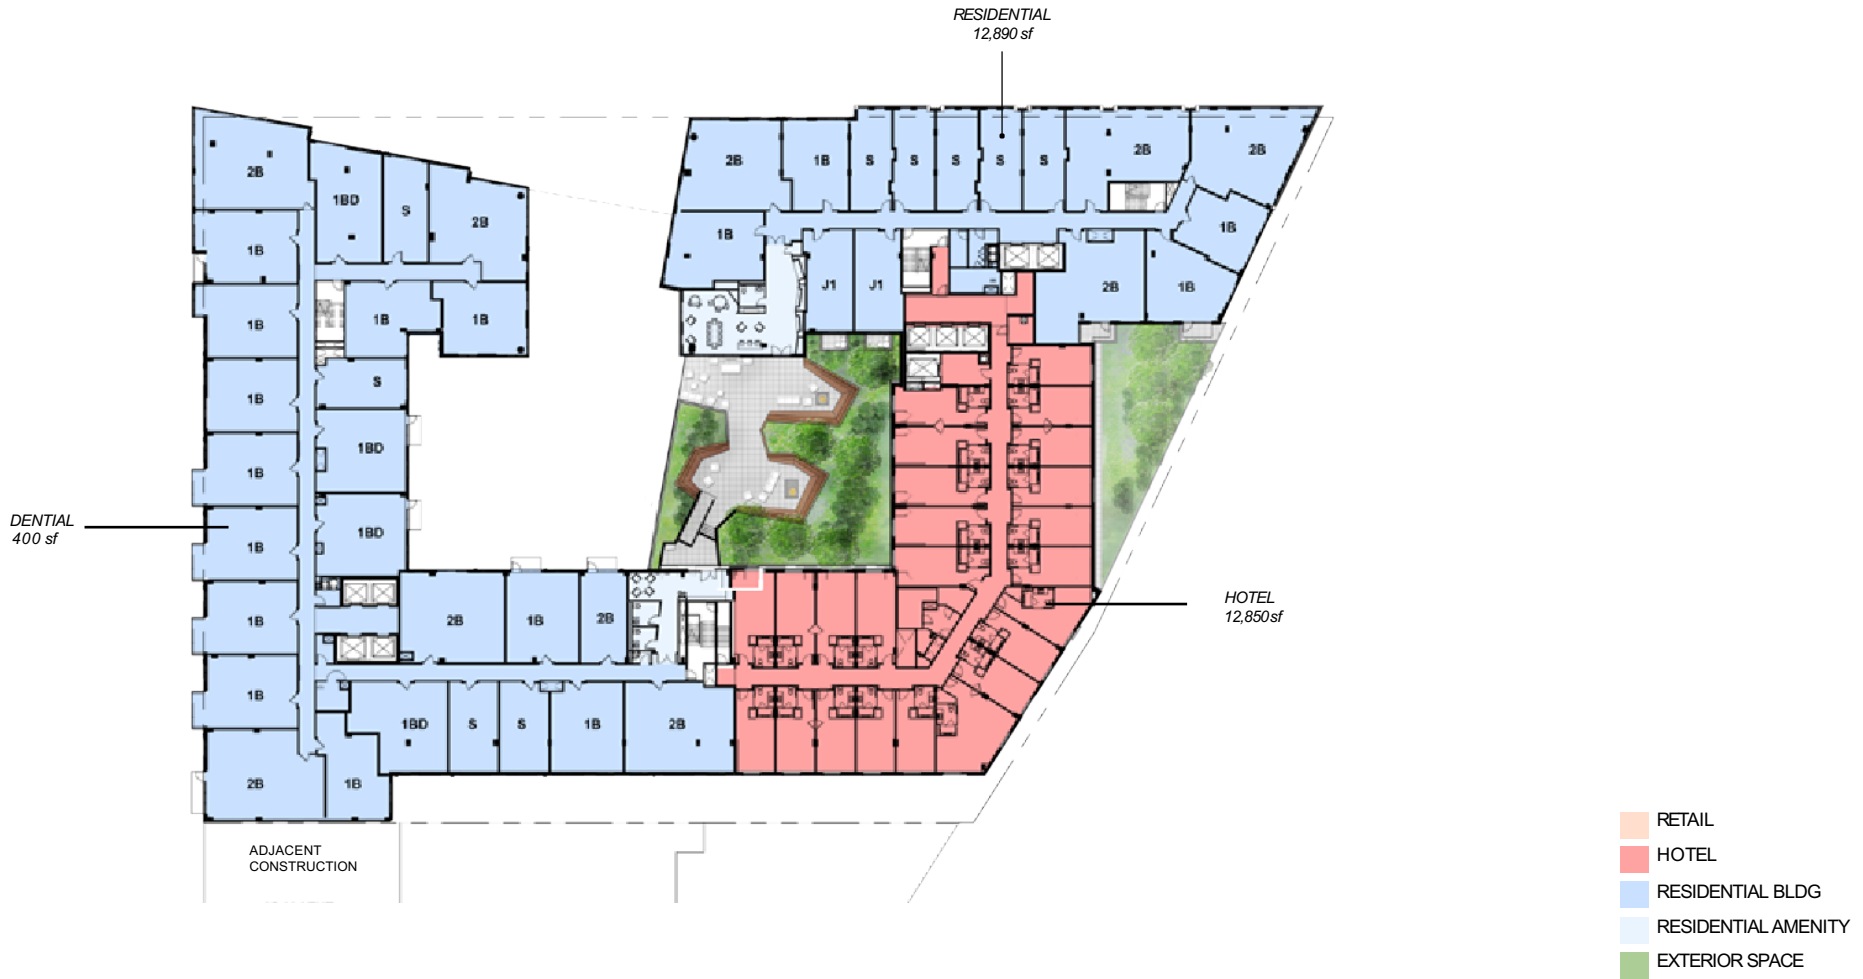 RESIDENTIAL
12,890 sf
2B
1B
S
S
S
S
S
2B
2B
2B
1BD
S
2B
1B
1B
1B
J1
J1
2B
1B
1B
1B
1B
1B
1B
S
1B
1BD
1B
DENTIAL
400 sf
1B
1BD
HOTEL
12,850sf
1B
2B
1B
2B
1B
1BD
S
S
1B
2B
2B
1B
ADJACENT
CONSTRUCTION
RETAIL
HOTEL
RESIDENTIAL BLDG
RESIDENTIAL AMENITY
EXTERIOR SPACE